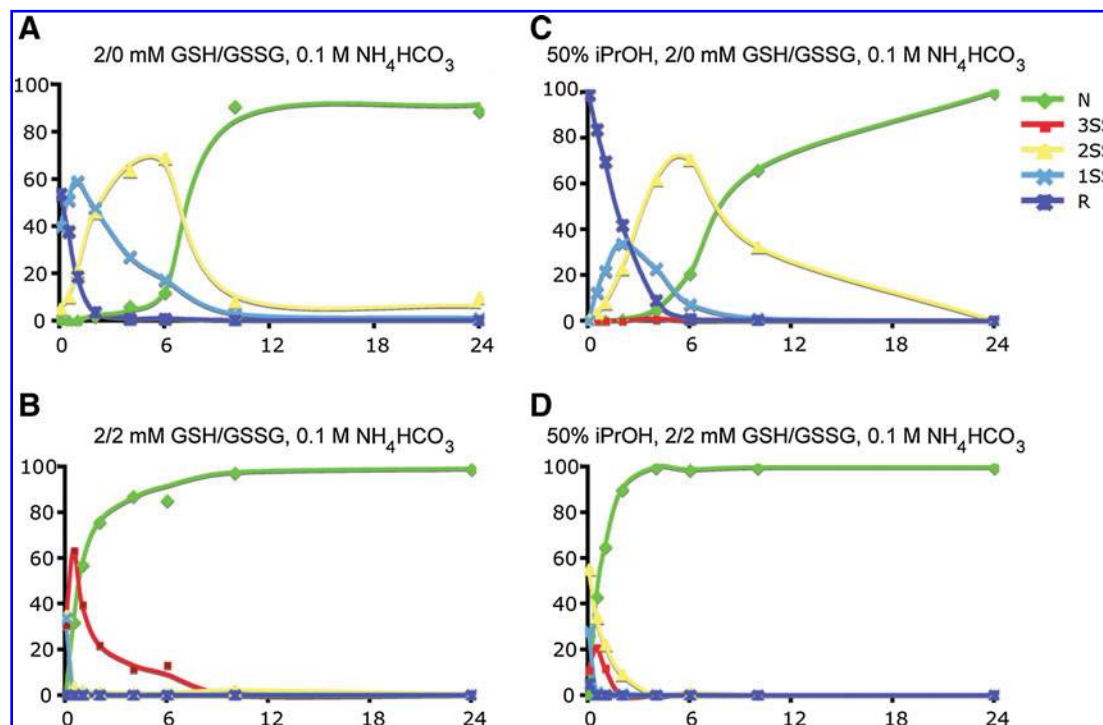 A
2/0 mM GSH/GSSG, 0.1 M NH4HCO3
100
80
60
40
20
0
0 6 12 18 24
C
50% iPrOH, 2/0 mM GSH/GSSG, 0.1 M NH4HCO3
100
80
60
40
20
0
0 6 12 18 24
N
3SS
2SS
1SS
R
B
2/2 mM GSH/GSSG, 0.1 M NH4HCO3
100
80
60
40
20
0
0 6 12 18 24
D
50% iPrOH, 2/2 mM GSH/GSSG, 0.1 M NH4HCO3
100
80
60
40
20
0
0 6 12 18 24